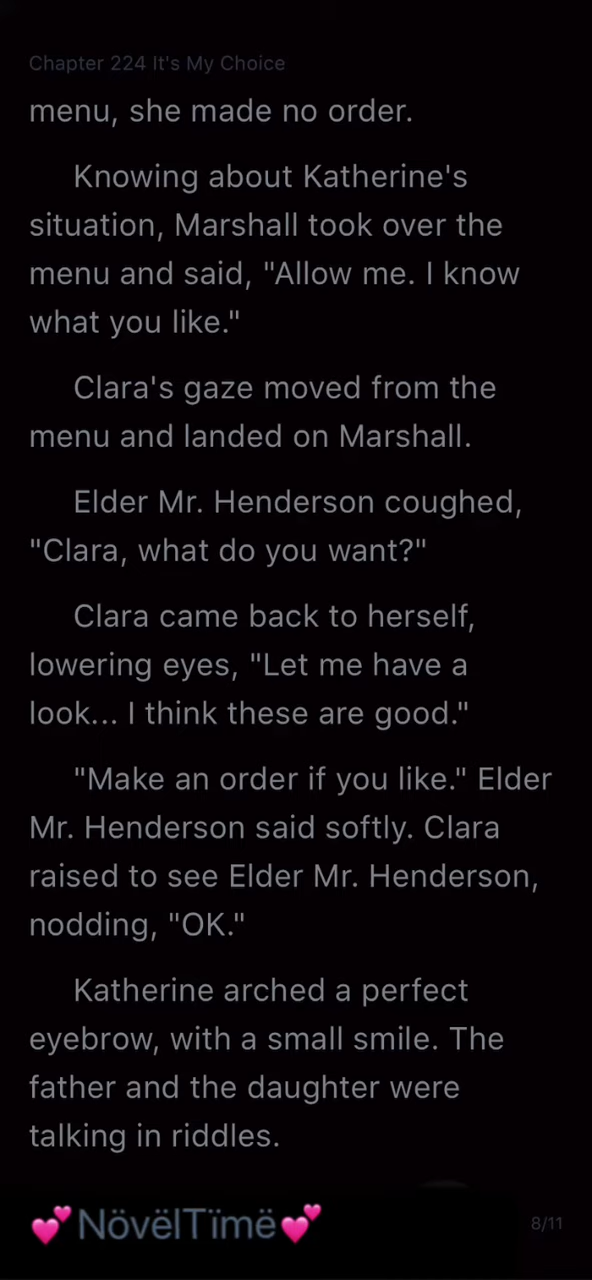 Chapter 224 It's My Choice
menu, she made no order.
Knowing about Katherine's
situation, Marshall took over the
menu and said, "Allow me. I know
what you like."
Clara's gaze moved from the
menu and landed on Marshall.
Elder Mr. Henderson coughed,
"Clara, what do you want?"
Clara came back to herself,
lowering eyes, "Let me have a
look... I think these are good."
"Make an order if you like." Elder
Mr. Henderson said softly. Clara
raised to see Elder Mr. Henderson,
nodding, "OK."
Katherine arched a perfect
eyebrow, with a small smile. The
father and the daughter were
talking in riddles.
💕NövëlTïmë💕 8/11